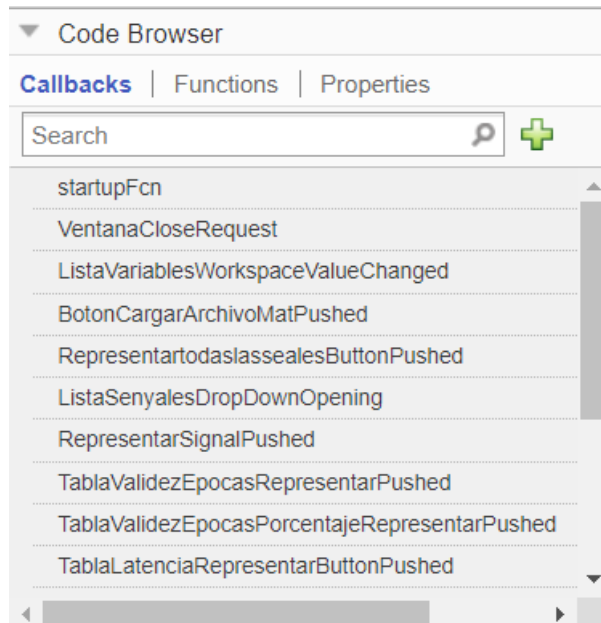 Code Browser
Callbacks | Functions | Properties
Search
startupFcn
VentanaCloseRequest
ListaVariablesWorkspaceValueChanged
BotonCargarArchivoMatPushed
RepresentartodaslassealesButtonPushed
ListaSenyalesDropDownOpening
RepresentarSignalPushed
TablaValidezEpocasRepresentarPushed
TablaValidezEpocasPorcentajeRepresentarPushed
TablaLatenciaRepresentarButtonPushed